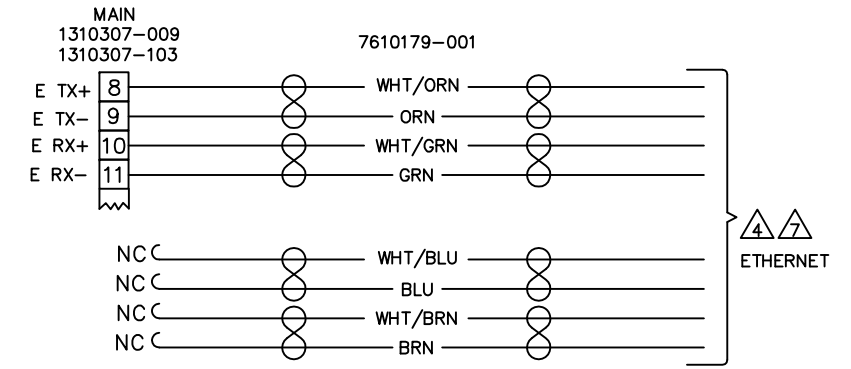 MAIN
1310307-009
1310307-103
7610179-001
E TX+ 8 WHT/ORN
E TX- 9 ORN
E RX+ 10 WHT/GRN
E RX- 11 GRN
4 7
ETHERNET
NC WHT/BLU
NC BLU
NC WHT/BRN
NC BRN